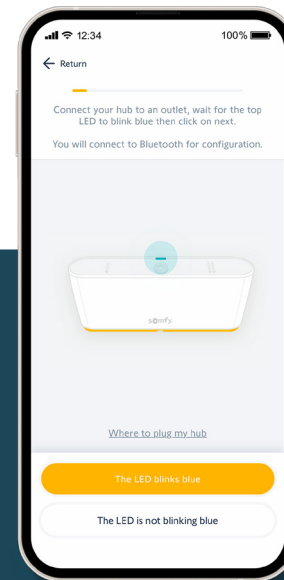 12:34
100%
Return
Connect your hub to an outlet, wait for the top
LED to blink blue then click on next.
You will connect to Bluetooth for configuration.
somfy
Where to plug my hub
The LED blinks blue
The LED is not blinking blue